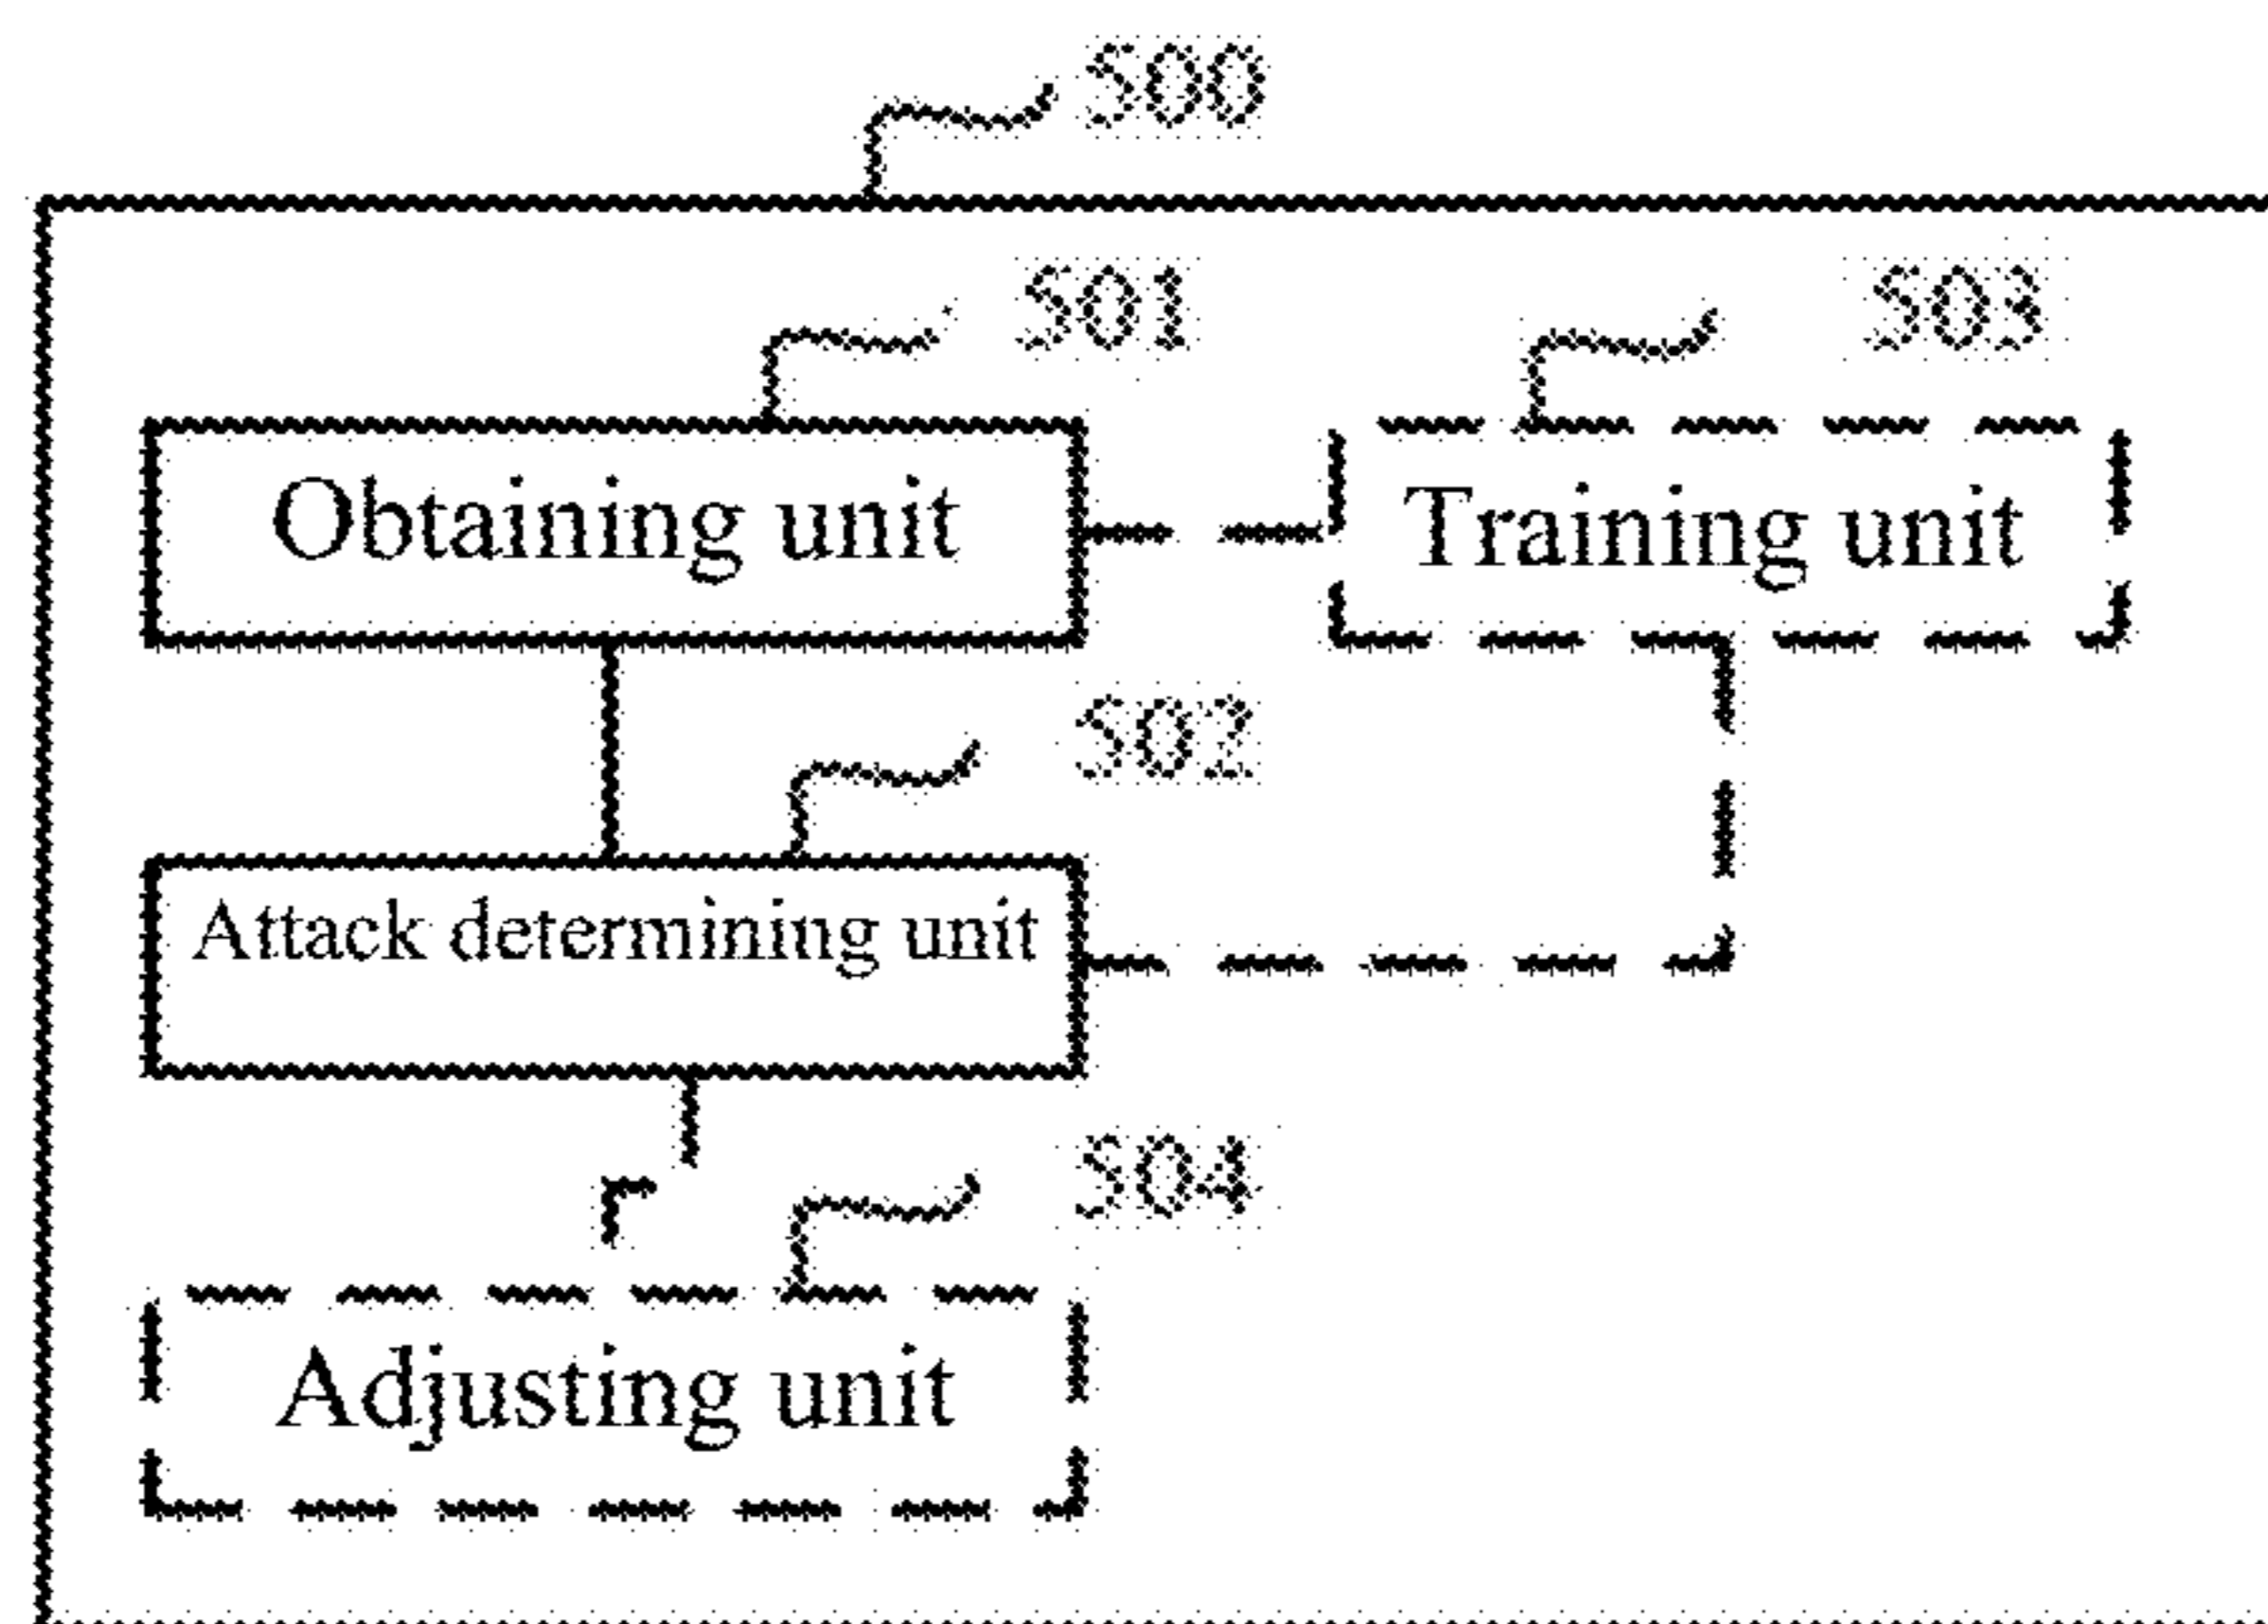 500
501
503
Obtaining unit
Training unit
502
Attack determining unit
504
Adjusting unit